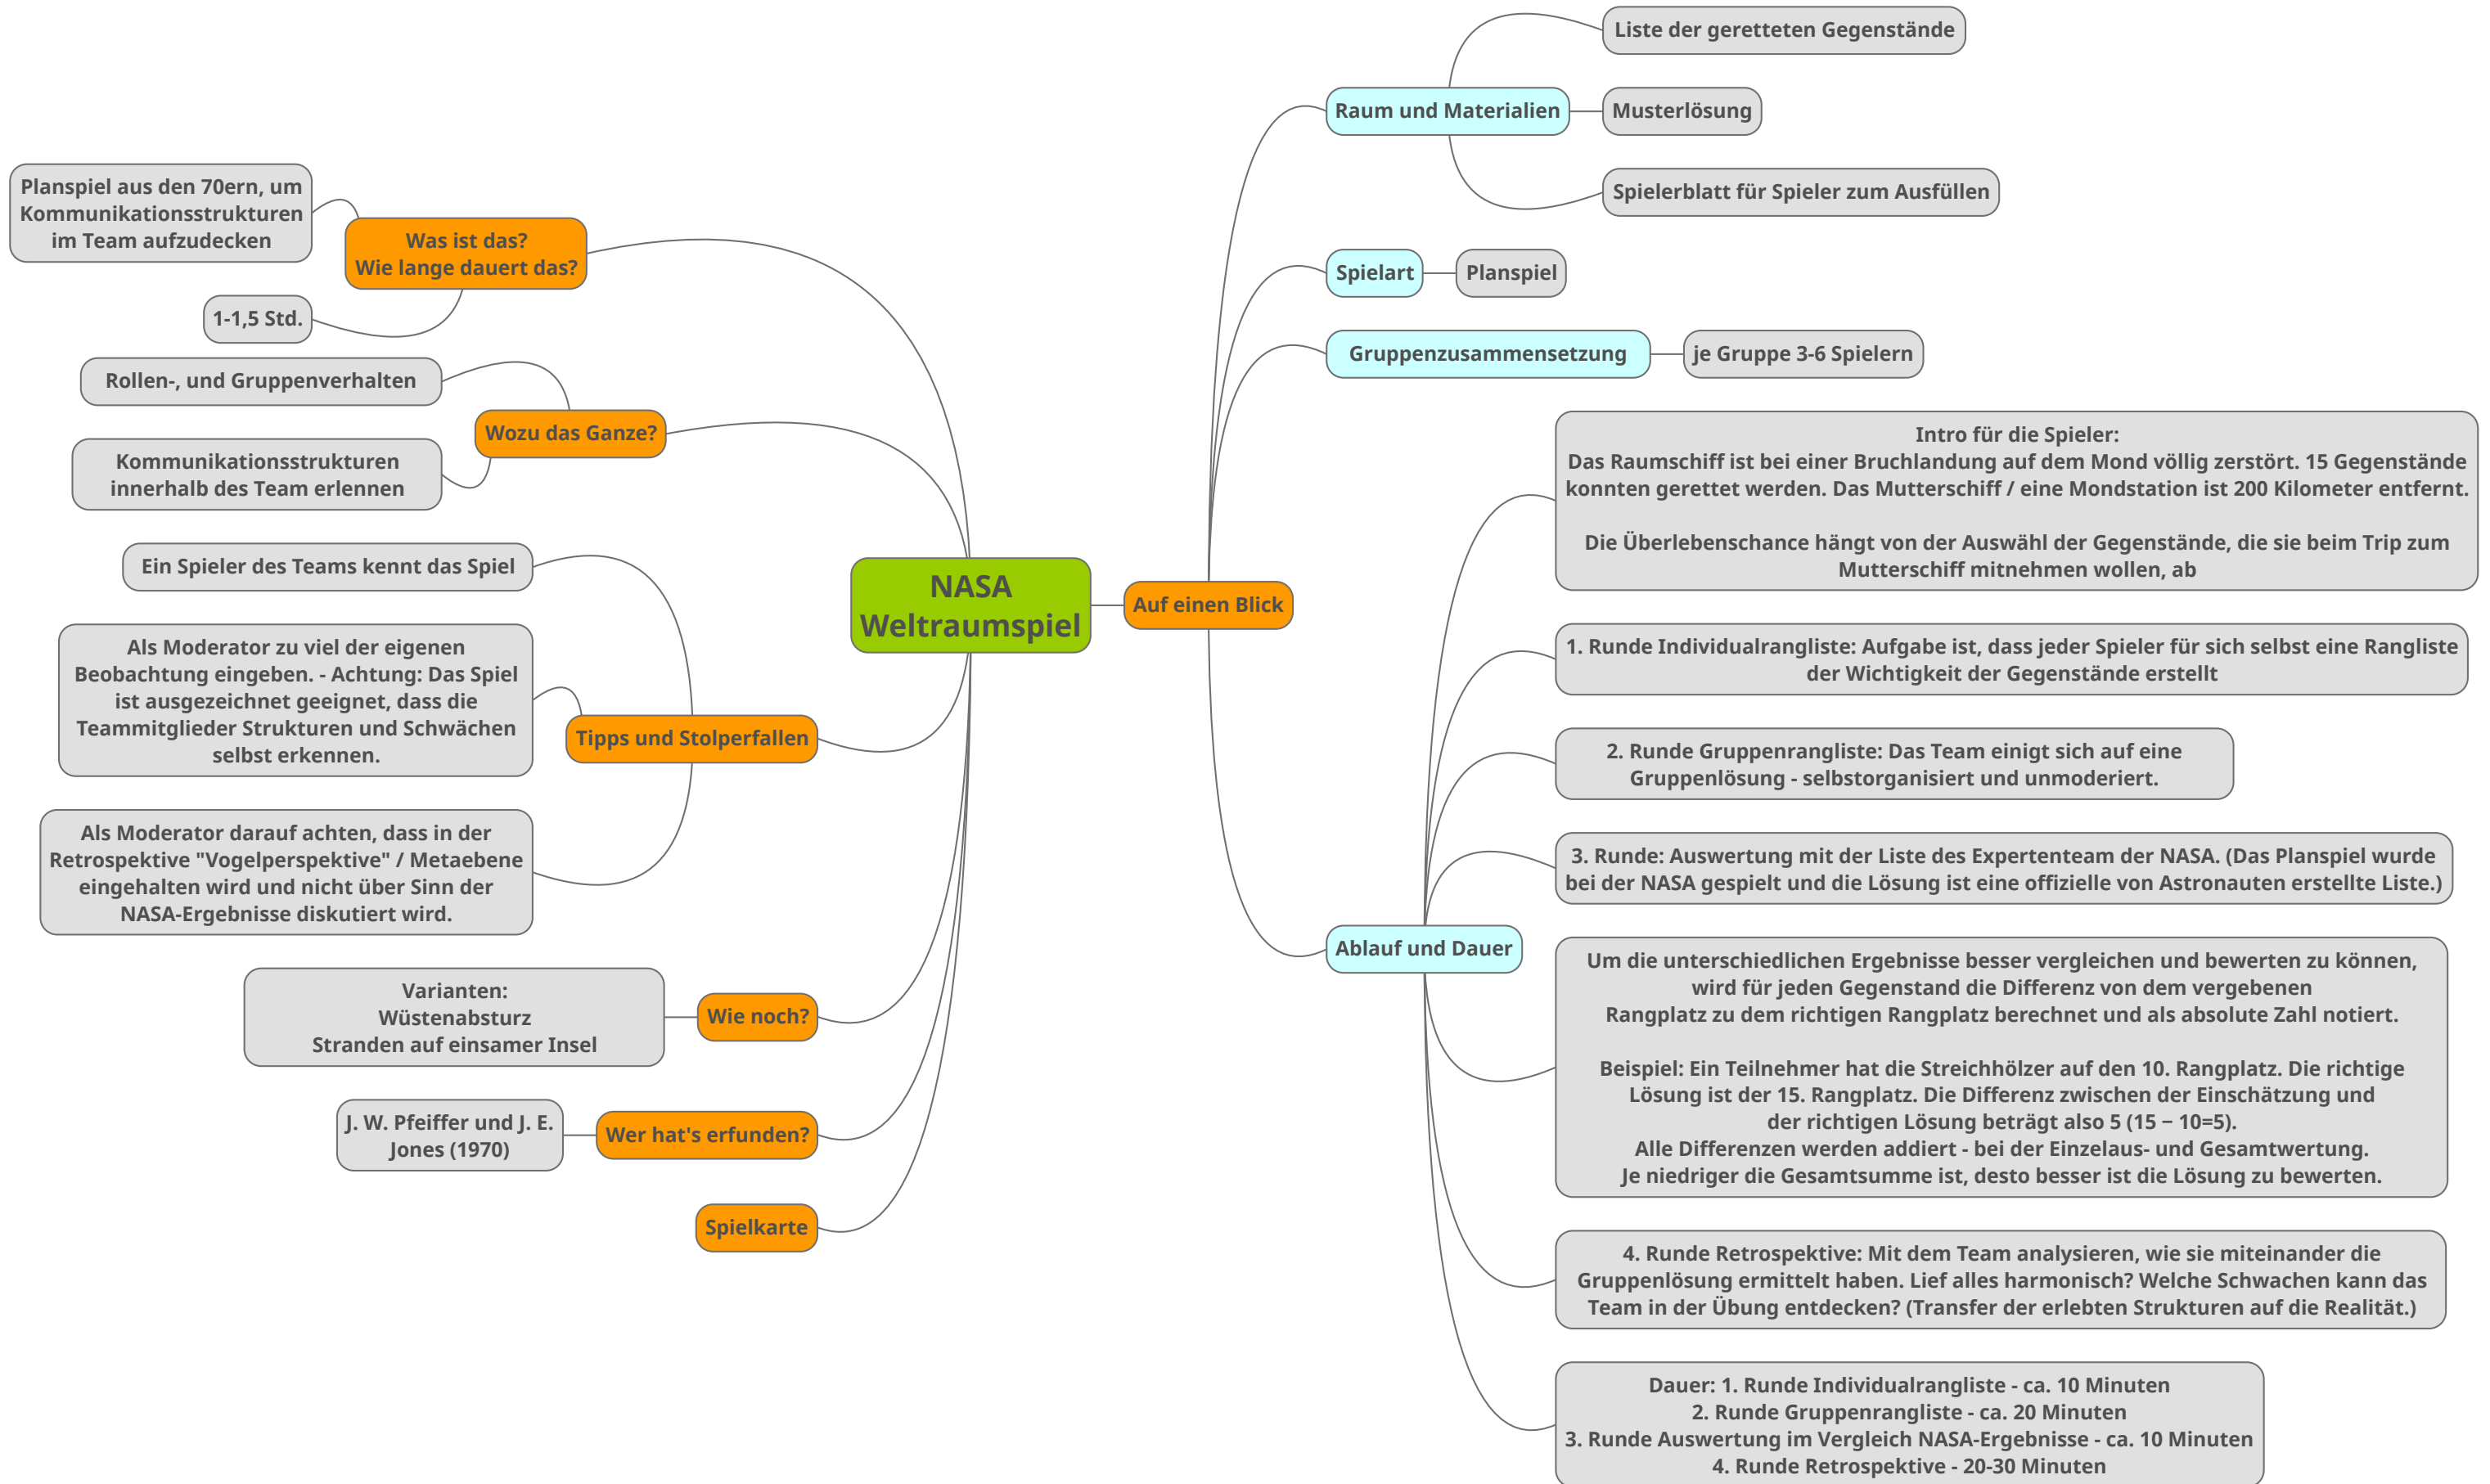 NASA
Weltraumspiel
Was ist das?
Wie lange dauert das?
Planspiel aus den 70ern, um
Kommunikationsstrukturen
im Team aufzudecken
1-1,5 Std.
Wozu das Ganze?
Rollen-, und Gruppenverhalten
Kommunikationsstrukturen
innerhalb des Team erlennen
Tipps und Stolperfallen
Ein Spieler des Teams kennt das Spiel
Als Moderator zu viel der eigenen
Beobachtung eingeben. - Achtung: Das Spiel
ist ausgezeichnet geeignet, dass die
Teammitglieder Strukturen und Schwächen
selbst erkennen.
Als Moderator darauf achten, dass in der
Retrospektive "Vogelperspektive" / Metaebene
eingehalten wird und nicht über Sinn der
NASA-Ergebnisse diskutiert wird.
Wie noch?
Varianten:
Wüstenabsturz
Stranden auf einsamer Insel
Wer hat's erfunden?
J. W. Pfeiffer und J. E.
Jones (1970)
Spielkarte
Auf einen Blick
Raum und Materialien
Liste der geretteten Gegenstände
Musterlösung
Spielerblatt für Spieler zum Ausfüllen
Spielart
Planspiel
Gruppenzusammensetzung
je Gruppe 3-6 Spielern
Ablauf und Dauer
Intro für die Spieler:
Das Raumschiff ist bei einer Bruchlandung auf dem Mond völlig zerstört. 15 Gegenstände
konnten gerettet werden. Das Mutterschiff / eine Mondstation ist 200 Kilometer entfernt.
Die Überlebenschance hängt von der Auswähl der Gegenstände, die sie beim Trip zum
Mutterschiff mitnehmen wollen, ab
1. Runde Individualrangliste: Aufgabe ist, dass jeder Spieler für sich selbst eine Rangliste
der Wichtigkeit der Gegenstände erstellt
2. Runde Gruppenrangliste: Das Team einigt sich auf eine
Gruppenlösung - selbstorganisiert und unmoderiert.
3. Runde: Auswertung mit der Liste des Expertenteam der NASA. (Das Planspiel wurde
bei der NASA gespielt und die Lösung ist eine offizielle von Astronauten erstellte Liste.)
Um die unterschiedlichen Ergebnisse besser vergleichen und bewerten zu können,
wird für jeden Gegenstand die Differenz von dem vergebenen
Rangplatz zu dem richtigen Rangplatz berechnet und als absolute Zahl notiert.
Beispiel: Ein Teilnehmer hat die Streichhölzer auf den 10. Rangplatz. Die richtige
Lösung ist der 15. Rangplatz. Die Differenz zwischen der Einschätzung und
der richtigen Lösung beträgt also 5 (15 − 10=5).
Alle Differenzen werden addiert - bei der Einzelaus- und Gesamtwertung.
Je niedriger die Gesamtsumme ist, desto besser ist die Lösung zu bewerten.
4. Runde Retrospektive: Mit dem Team analysieren, wie sie miteinander die
Gruppenlösung ermittelt haben. Lief alles harmonisch? Welche Schwachen kann das
Team in der Übung entdecken? (Transfer der erlebten Strukturen auf die Realität.)
Dauer: 1. Runde Individualrangliste - ca. 10 Minuten
2. Runde Gruppenrangliste - ca. 20 Minuten
3. Runde Auswertung im Vergleich NASA-Ergebnisse - ca. 10 Minuten
4. Runde Retrospektive - 20-30 Minuten